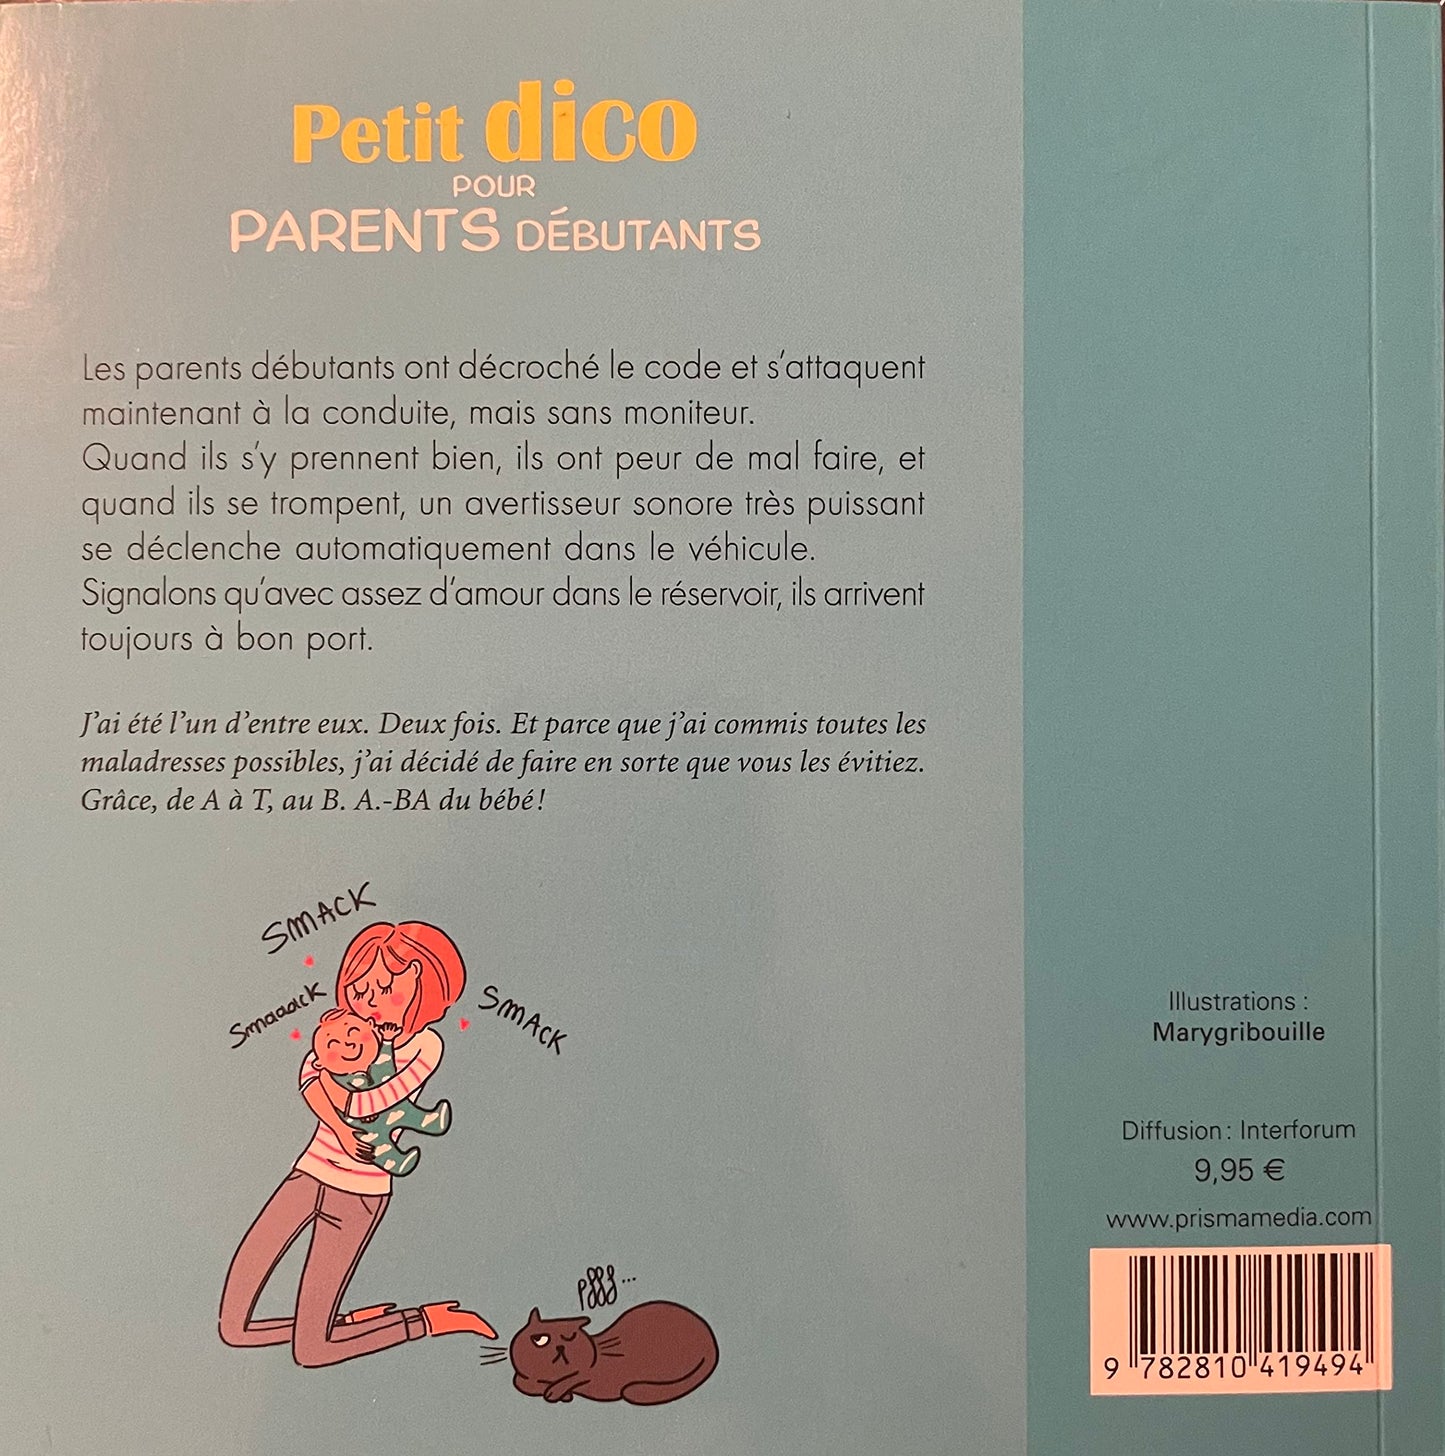 Petit dico
POUR
PARENTS DÉBUTANTS
Les parents débutants ont décroché le code et s'attaquent
maintenant à la conduite, mais sans moniteur.
Quand ils s'y prennent bien, ils ont peur de mal faire, et
quand ils se trompent, un avertisseur sonore très puissant
se déclenche automatiquement dans le véhicule.
Signalons qu'avec assez d'amour dans le réservoir, ils arrivent
toujours à bon port.
J'ai été l'un d'entre eux. Deux fois. Et parce que j'ai commis toutes les
maladresses possibles, j'ai décidé de faire en sorte que vous les évitiez.
Grâce, de A à T, au B. A.-BA du bébé !
SMACK
Smaaack
SMACK
Pfff...
Illustrations :
Marygribouille
Diffusion : Interforum
9,95 €
www.prismamedia.com
9 782810 419494